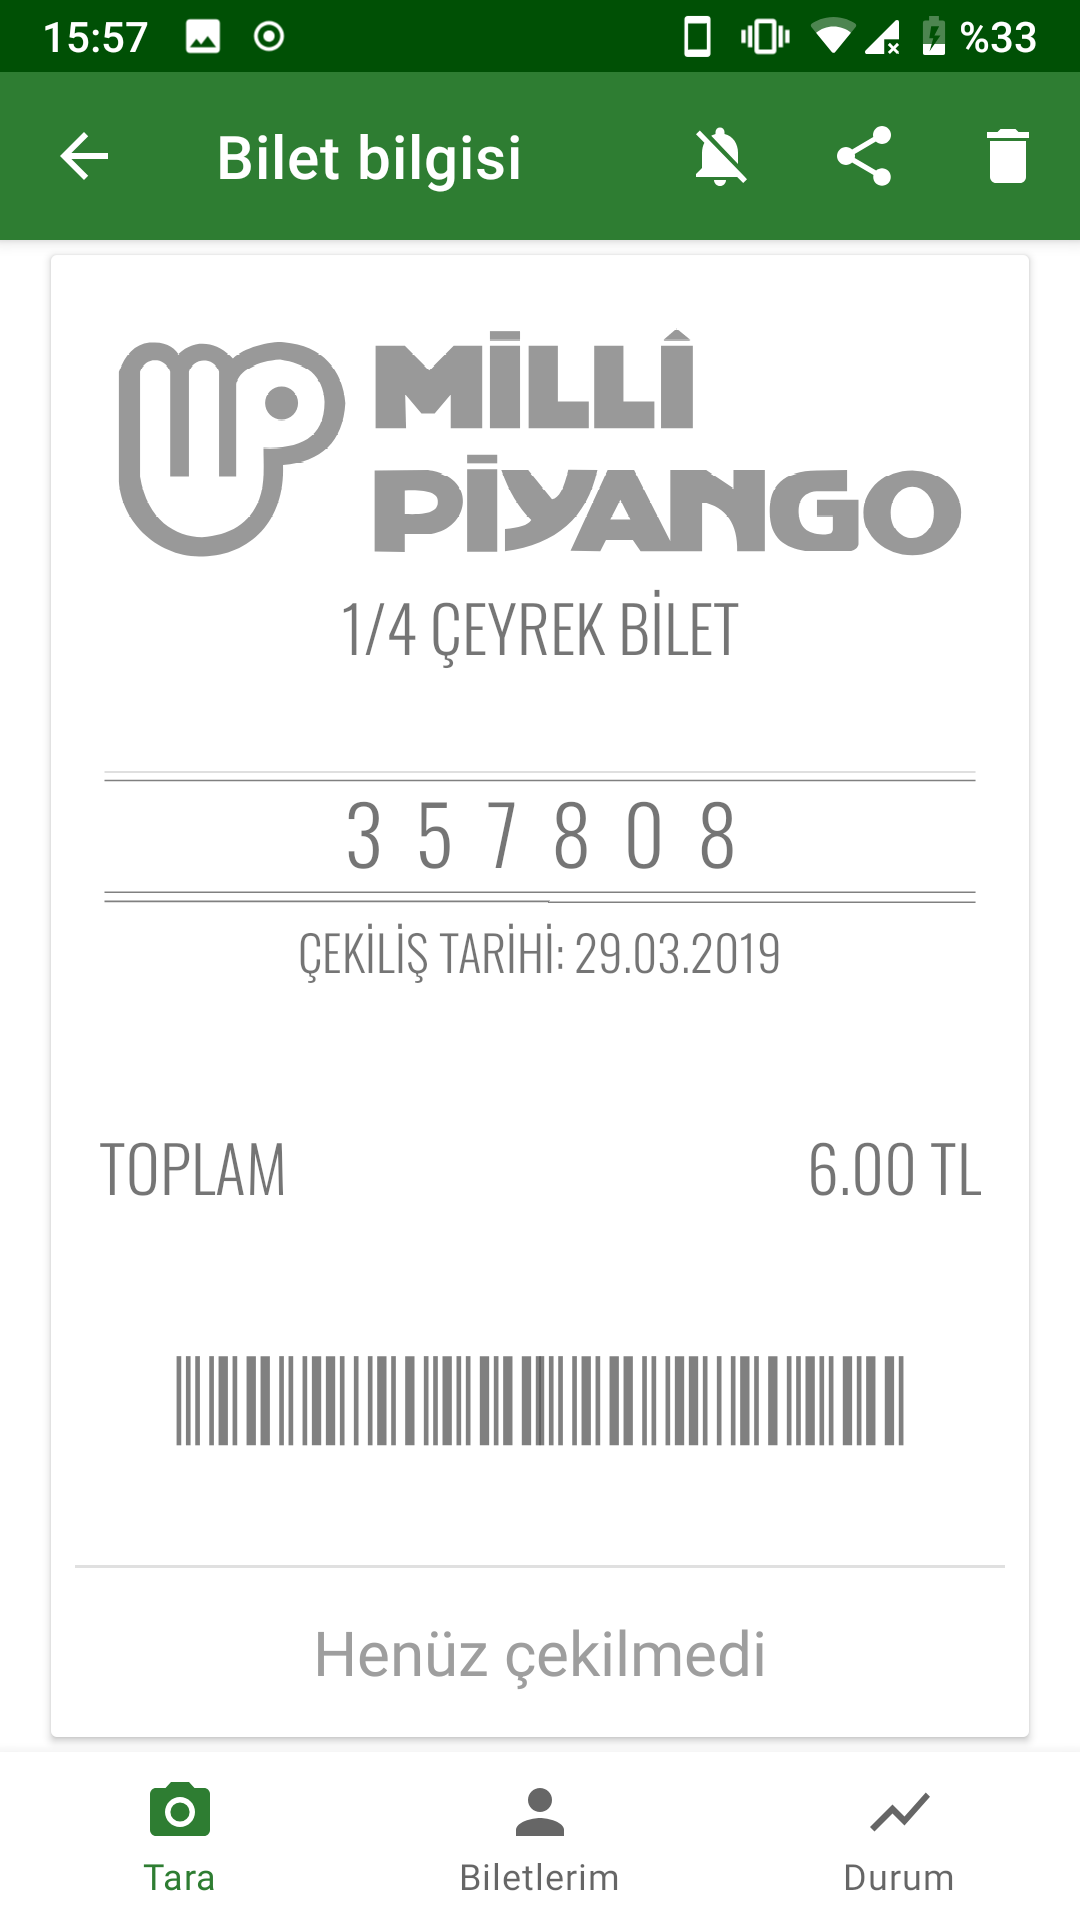 15:57 %33
Bilet bilgisi
MİLLÎ
PİYANGO
1/4 ÇEYREK BİLET
3 5 7 8 0 8
ÇEKİLİŞ TARİHİ: 29.03.2019
TOPLAM 6.00 TL
Henüz çekilmedi
Tara Biletlerim Durum